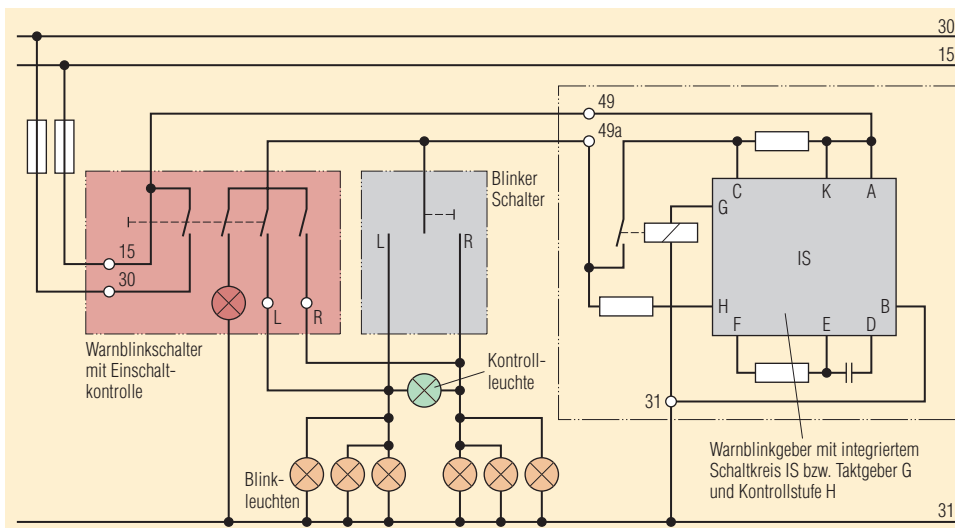 30
15
49
49a
Blinker
Schalter
C
K
A
G
L
R
IS
15
30
H
B
L
R
F
E
D
Warnblinkschalter
mit Einschalt-
kontrolle
Kontroll-
leuchte
31
Warnblinkgeber mit integriertem
Schaltkreis IS bzw. Taktgeber G
und Kontrollstufe H
Blink-
leuchten
31